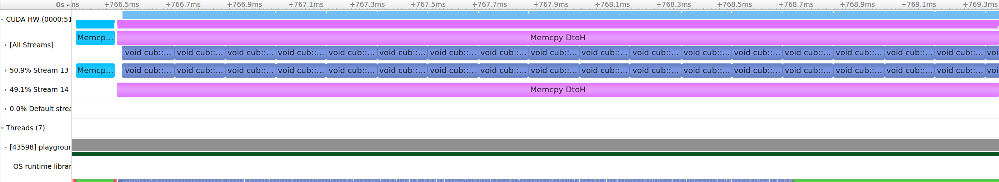 0s ms +766.5ms +766.7ms +766.9ms +767.1ms +767.3ms +767.5ms +767.7ms +767.9ms +768.1ms +768.3ms +768.5ms +768.7ms +768.9ms +769.1ms +769.3ms
CUDA HW (0000:51
[All Streams] Memcp... Memcpy DtoH
void cub::... void cub::... void cub::... void cub::... void cub::... void cub::... void cub::... void cub::... void cub::... void cub::... void cub::... void cub::... void cub::... void cub::... void cub::... void cub::... void cub::... voi
50.9% Stream 13 Memcp... void cub::... void cub::... void cub::... void cub::... void cub::... void cub::... void cub::... void cub::... void cub::... void cub::... void cub::... void cub::... void cub::... void cub::... void cub::... void cub::... void cub::... voi
49.1% Stream 14 Memcpy DtoH
0.0% Default strea
Threads (7)
[43598] playgroun
OS runtime librar